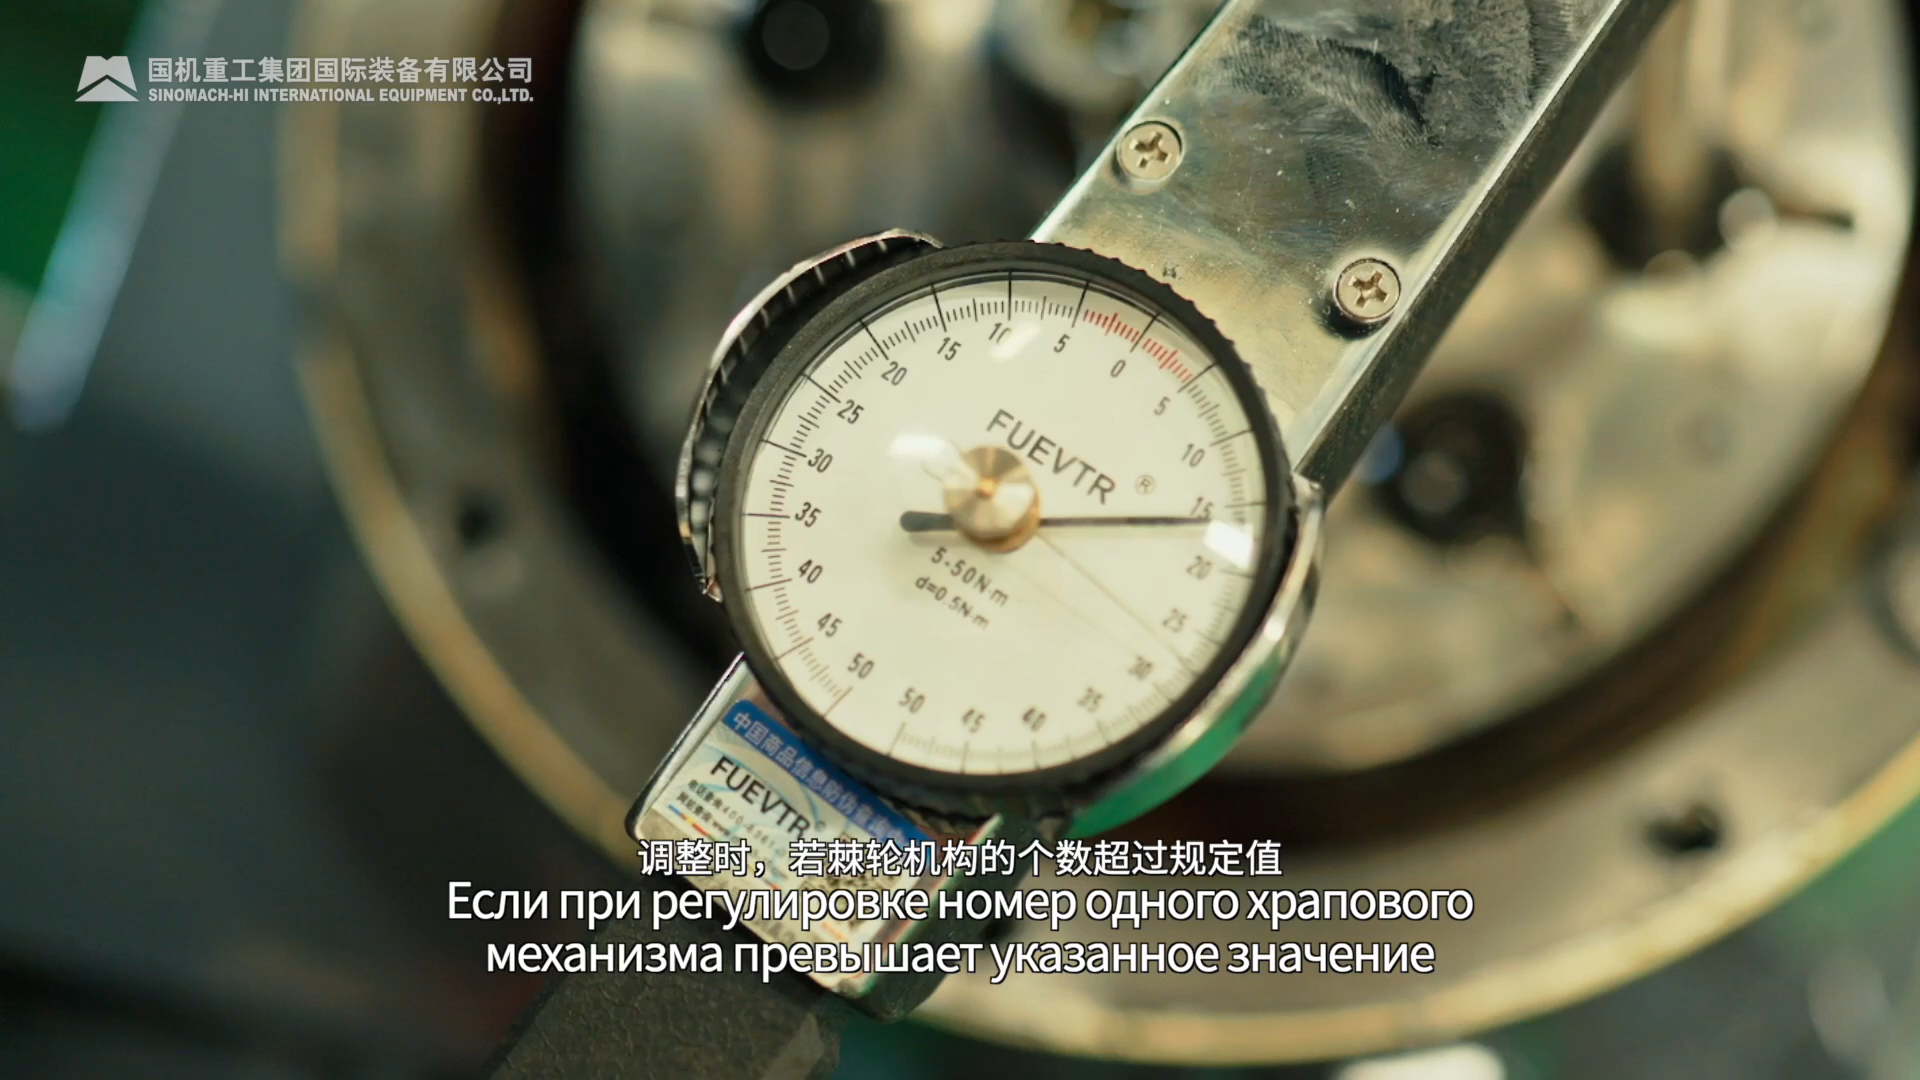 国机重工集团国际装备有限公司
SINOMACH-HI INTERNATIONAL EQUIPMENT CO.,LTD.
10
5
0
5
10
15
20
25
30
35
40
45
50
15
20
25
30
35
40
45
50
FUEVTR ®
5-50N·m
d=0.5N·m
中国商品信息防伪查询
FUEVTR
调整时，若棘轮机构的个数超过规定值
Если при регулировке номер одного храпового
механизма превышает указанное значение